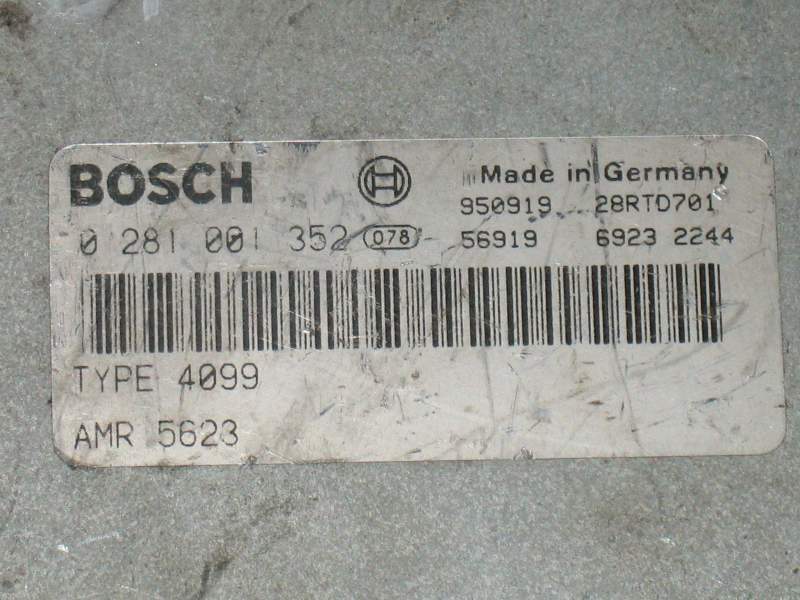 BOSCH Made in Germany
950919 28RTD701
0 281 001 352 078 56919 6923 2244
TYPE 4099
AMR 5623